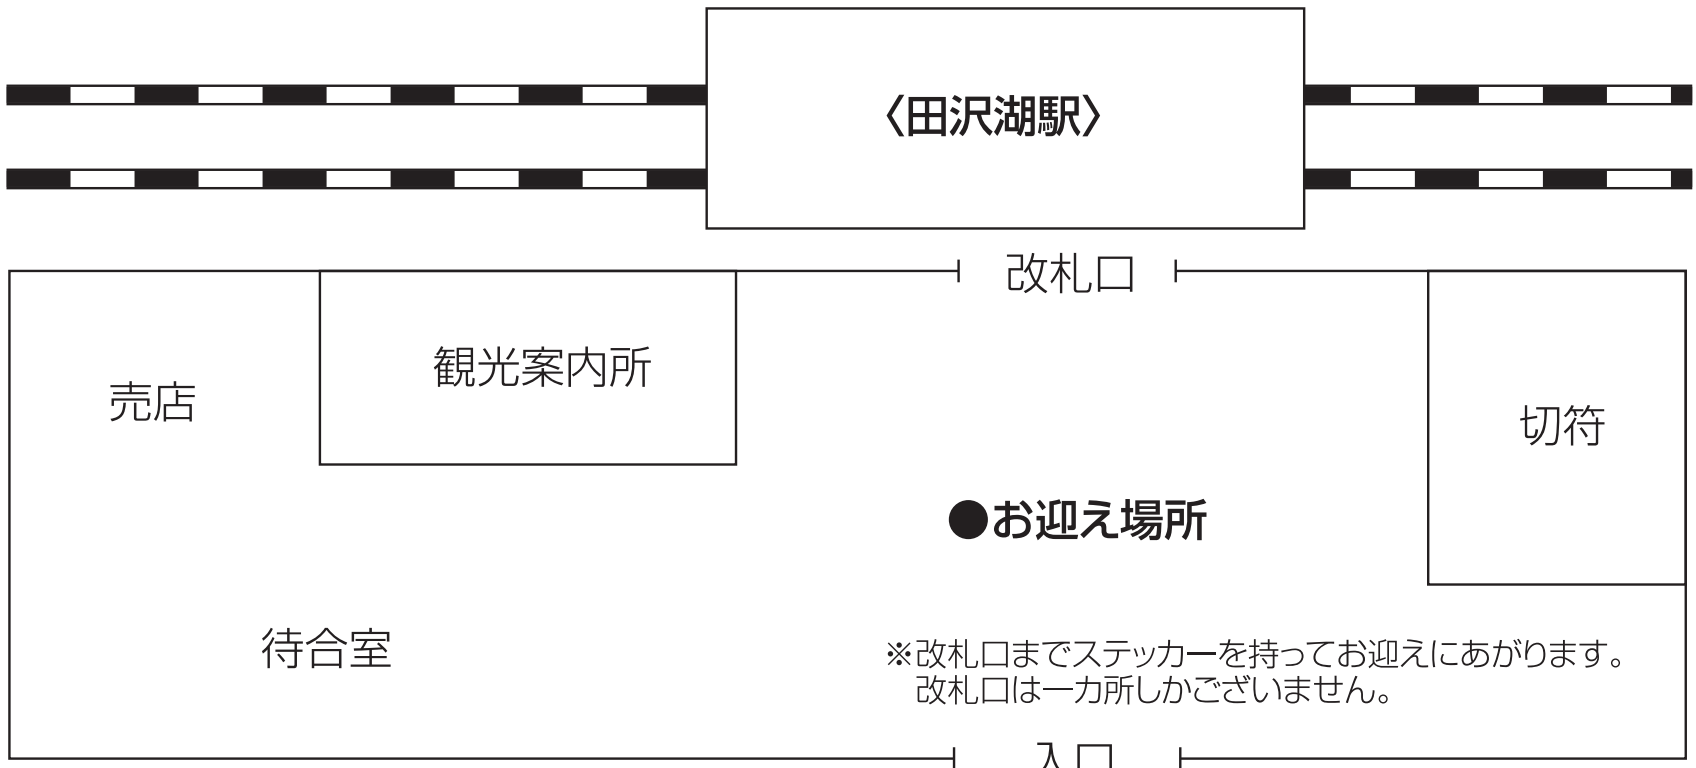 〈田沢湖駅〉
改札口
観光案内所
売店
切符
●お迎え場所
待合室
※改札口までステッカーを持ってお迎えにあがります。
改札口は一カ所しかございません。
入口